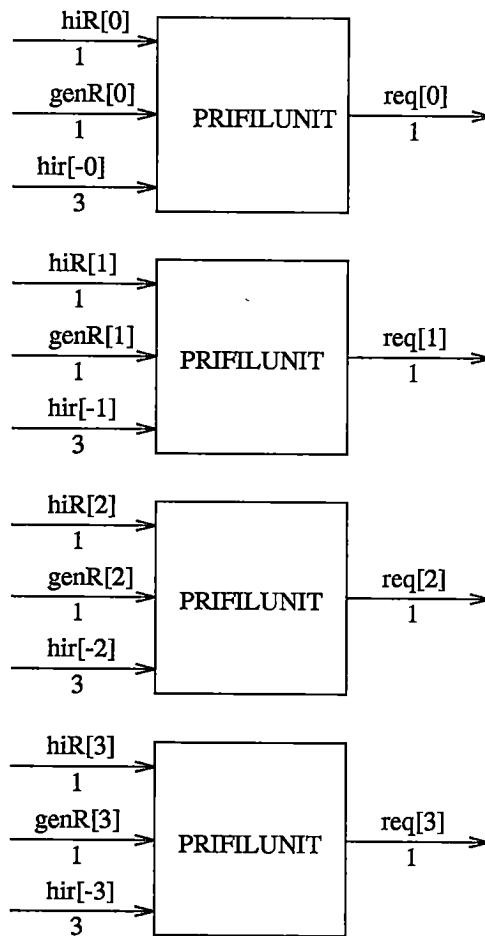 hiR[0]
1
genR[0]
1
hir[-0]
3
PRIFILUNIT
req[0]
1
hiR[1]
1
genR[1]
1
hir[-1]
3
PRIFILUNIT
req[1]
1
hiR[2]
1
genR[2]
1
hir[-2]
3
PRIFILUNIT
req[2]
1
hiR[3]
1
genR[3]
1
hir[-3]
3
PRIFILUNIT
req[3]
1